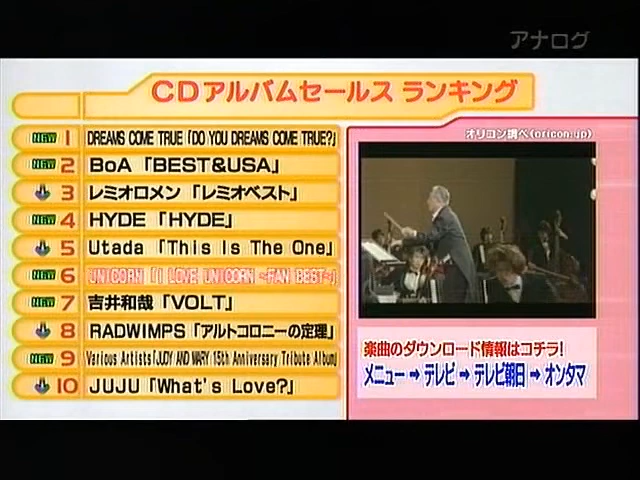 アナログ
CDアルバムセールス ランキング
NEW 1 DREAMS COME TRUE「DO YOU DREAMS COME TRUE?」
NEW 2 BoA「BEST&USA」
3 レミオロメン「レミオベスト」
NEW 4 HYDE「HYDE」
5 Utada「This Is The One」
NEW 6 UNICORN「I LOVE UNICORN ~FAN BEST~」
NEW 7 吉井和哉「VOLT」
8 RADWIMPS「アルトコロニーの定理」
NEW 9 Various Artists「JUDY AND MARY 15th Anniversary Tribute Album」
10 JUJU「What's Love?」
オリコン調べ(oricon.jp)
楽曲のダウンロード情報はコチラ!
メニュー➡テレビ➡テレビ朝日➡オンタマ